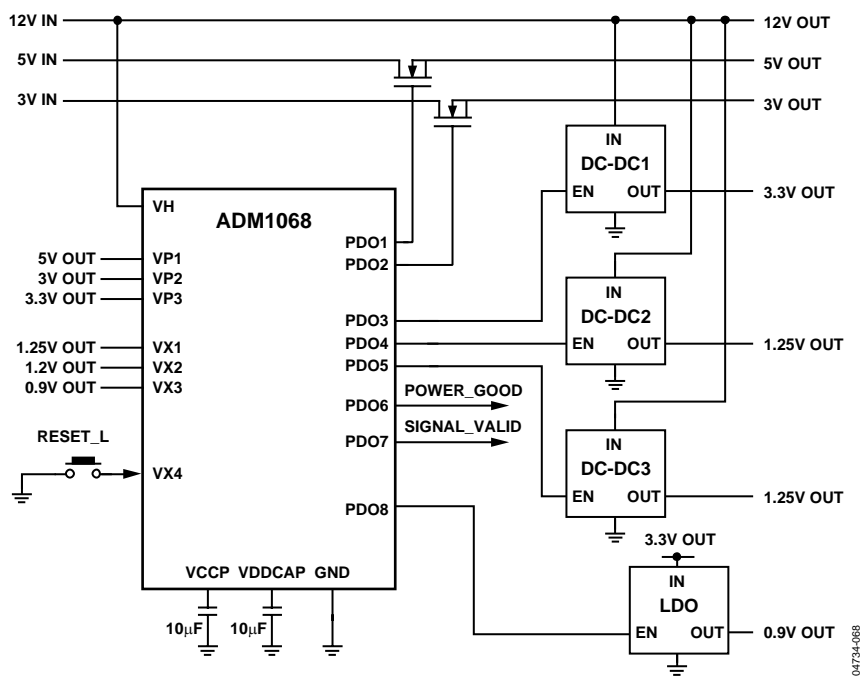 12V IN
12V OUT
5V IN
5V OUT
3V IN
3V OUT
IN
DC-DC1
EN OUT
3.3V OUT
ADM1068
VH
PDO1
PDO2
5V OUT
VP1
3V OUT
VP2
3.3V OUT
VP3
IN
DC-DC2
EN OUT
1.25V OUT
PDO3
PDO4
PDO5
1.25V OUT
VX1
1.2V OUT
VX2
0.9V OUT
VX3
PDO6
POWER_GOOD
PDO7
SIGNAL_VALID
RESET_L
VX4
IN
DC-DC3
EN OUT
1.25V OUT
PDO8
3.3V OUT
IN
LDO
EN OUT
0.9V OUT
VCCP VDDCAP GND
10μF
10μF
04734-068